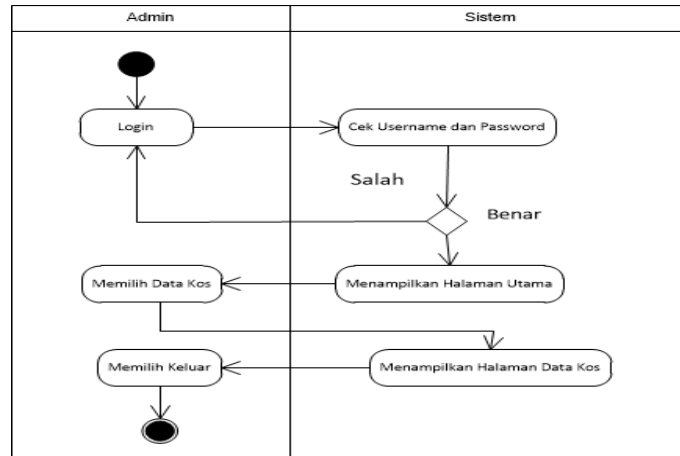 Admin
Sistem
Login
Cek Username dan Password
Salah
Benar
Memilih Data Kos
Menampilkan Halaman Utama
Memilih Keluar
Menampilkan Halaman Data Kos